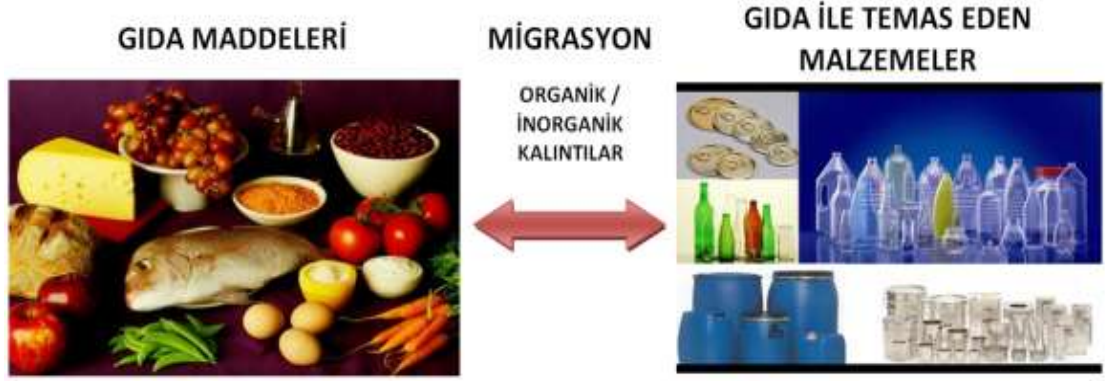 GIDA MADDELERİ
MİGRASYON
ORGANİK /
İNORGANİK
KALINTILAR
GIDA İLE TEMAS EDEN
MALZEMELER